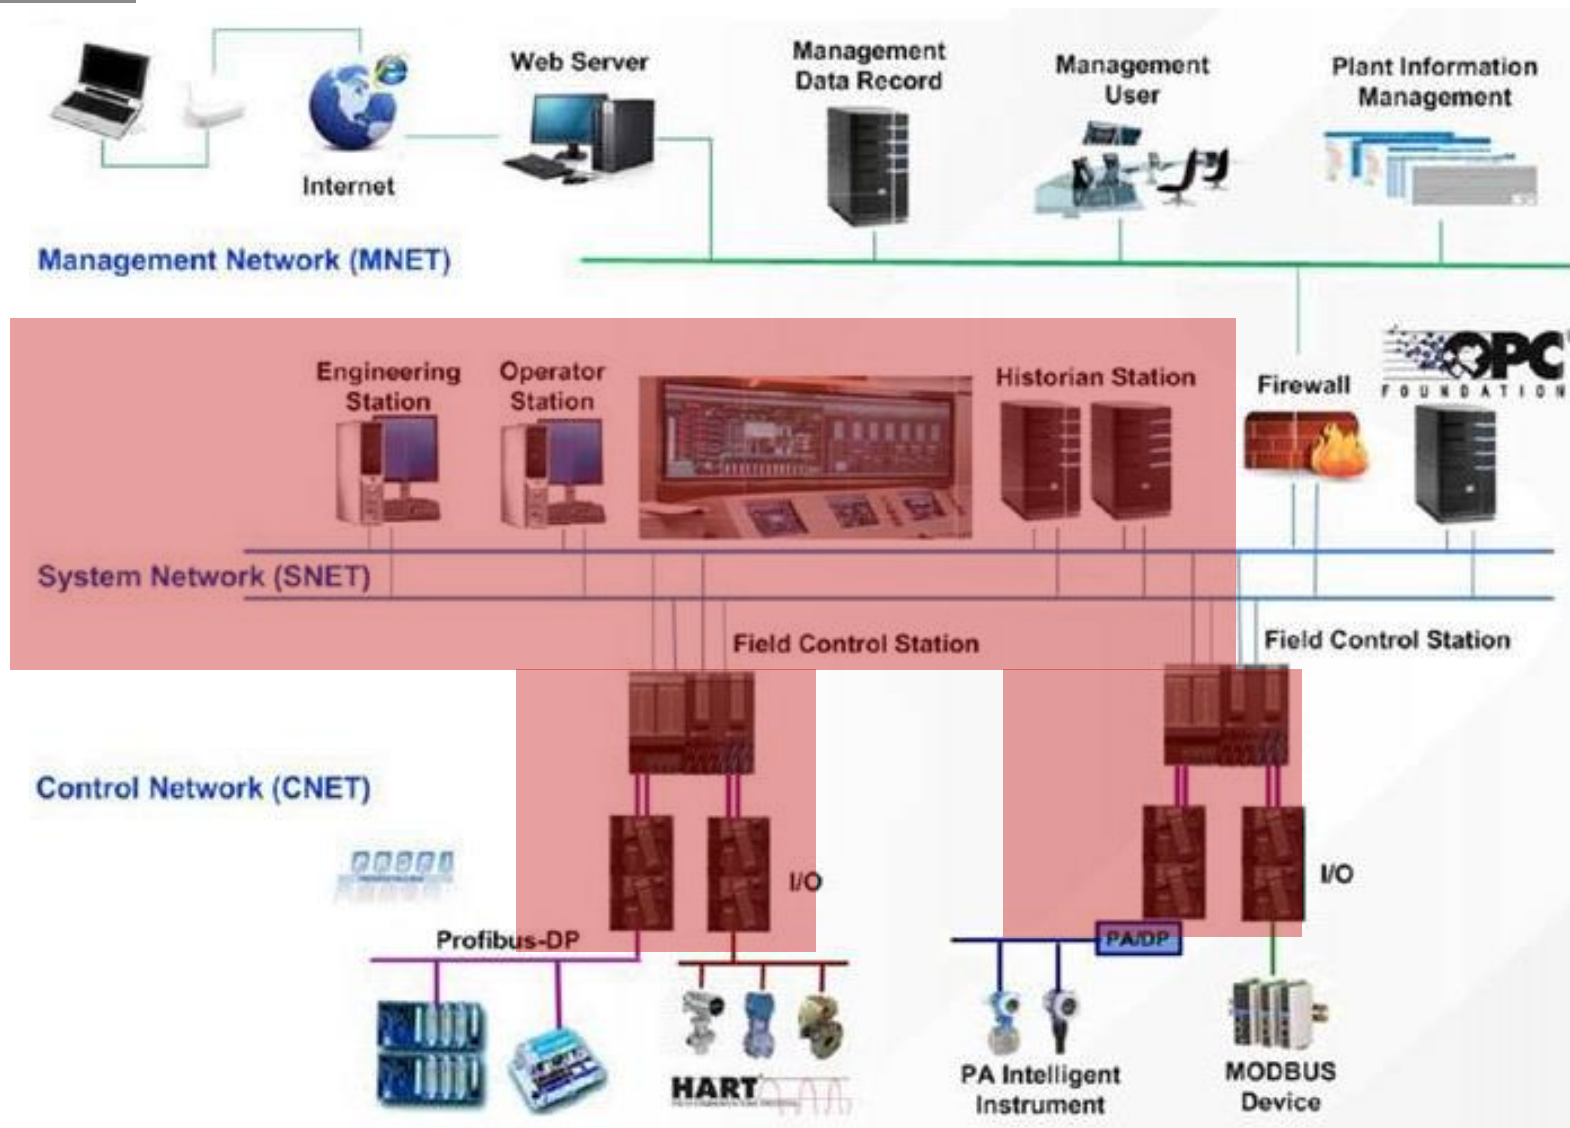 Web Server
Management
Data Record
Management
User
Plant Information
Management
Internet
Management Network (MNET)
Engineering
Station
Operator
Station
Historian Station
Firewall
OPC
FOUNDATION
System Network (SNET)
Field Control Station
Field Control Station
Control Network (CNET)
I/O
I/O
Profibus-DP
PA/DP
HART
PA Intelligent
Instrument
MODBUS
Device